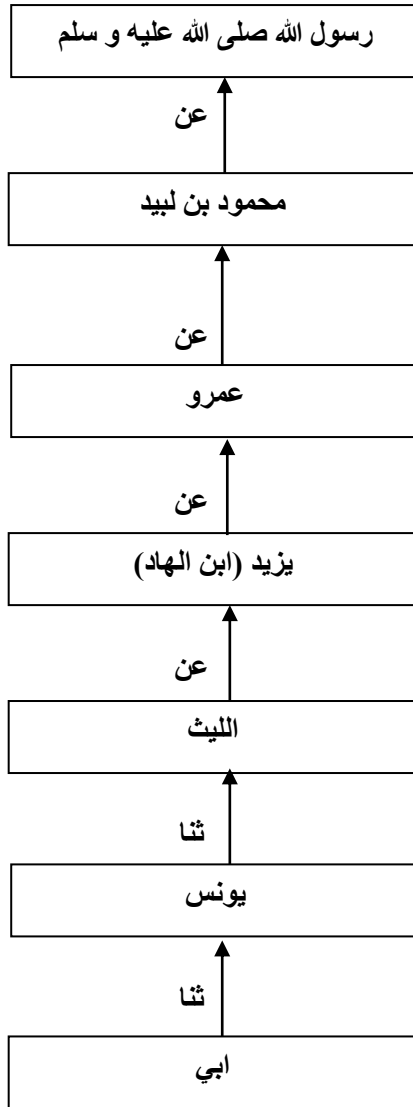 رسول الله صلى الله عليه و سلم
عن
محمود بن لبيد
عن
عمرو
عن
يزيد (ابن الهاد)
عن
الليث
ثنا
يونس
ثنا
ابي